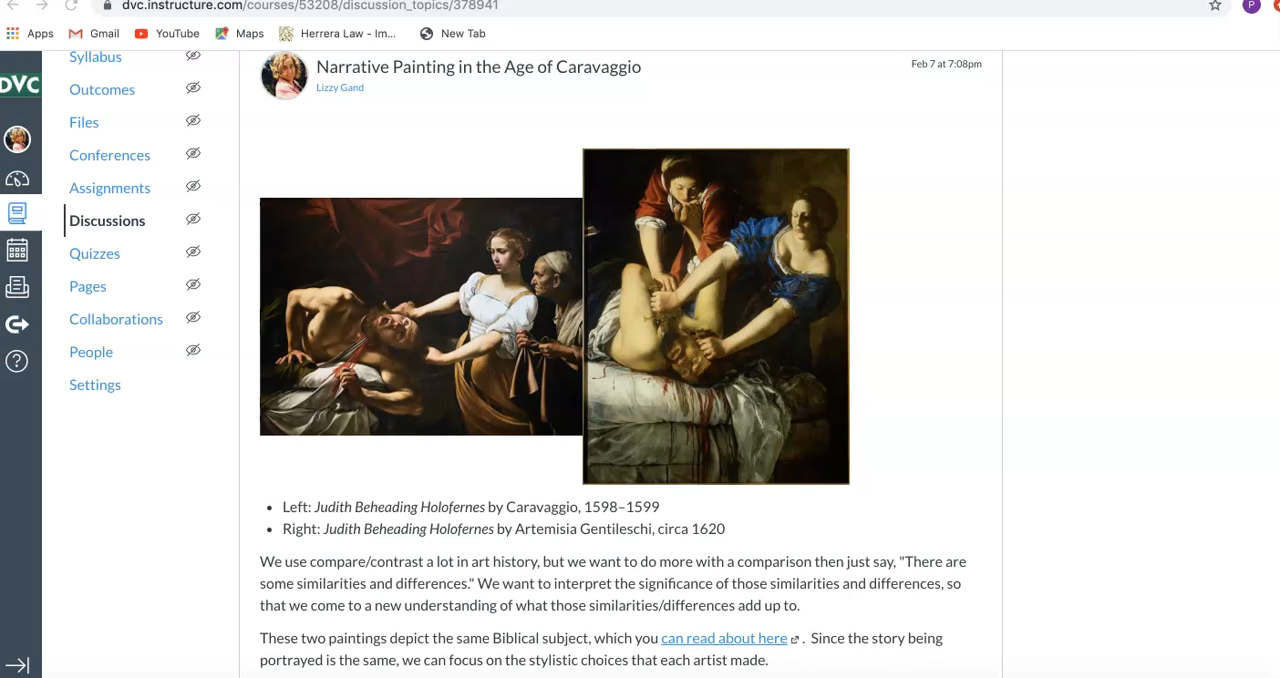 dvc.instructure.com/courses/53208/discussion_topics/378941
P
Apps
Gmail
YouTube
Maps
Herrera Law - Im...
New Tab
DVC
Syllabus
Outcomes
Files
Conferences
Assignments
Discussions
Quizzes
Pages
Collaborations
People
Settings
Narrative Painting in the Age of Caravaggio
Feb 7 at 7:08pm
Lizzy Gand
• Left: Judith Beheading Holofernes by Caravaggio, 1598–1599
• Right: Judith Beheading Holofernes by Artemisia Gentileschi, circa 1620
We use compare/contrast a lot in art history, but we want to do more with a comparison then just say, "There are
some similarities and differences." We want to interpret the significance of those similarities and differences, so
that we come to a new understanding of what those similarities/differences add up to.
These two paintings depict the same Biblical subject, which you can read about here . Since the story being
portrayed is the same, we can focus on the stylistic choices that each artist made.